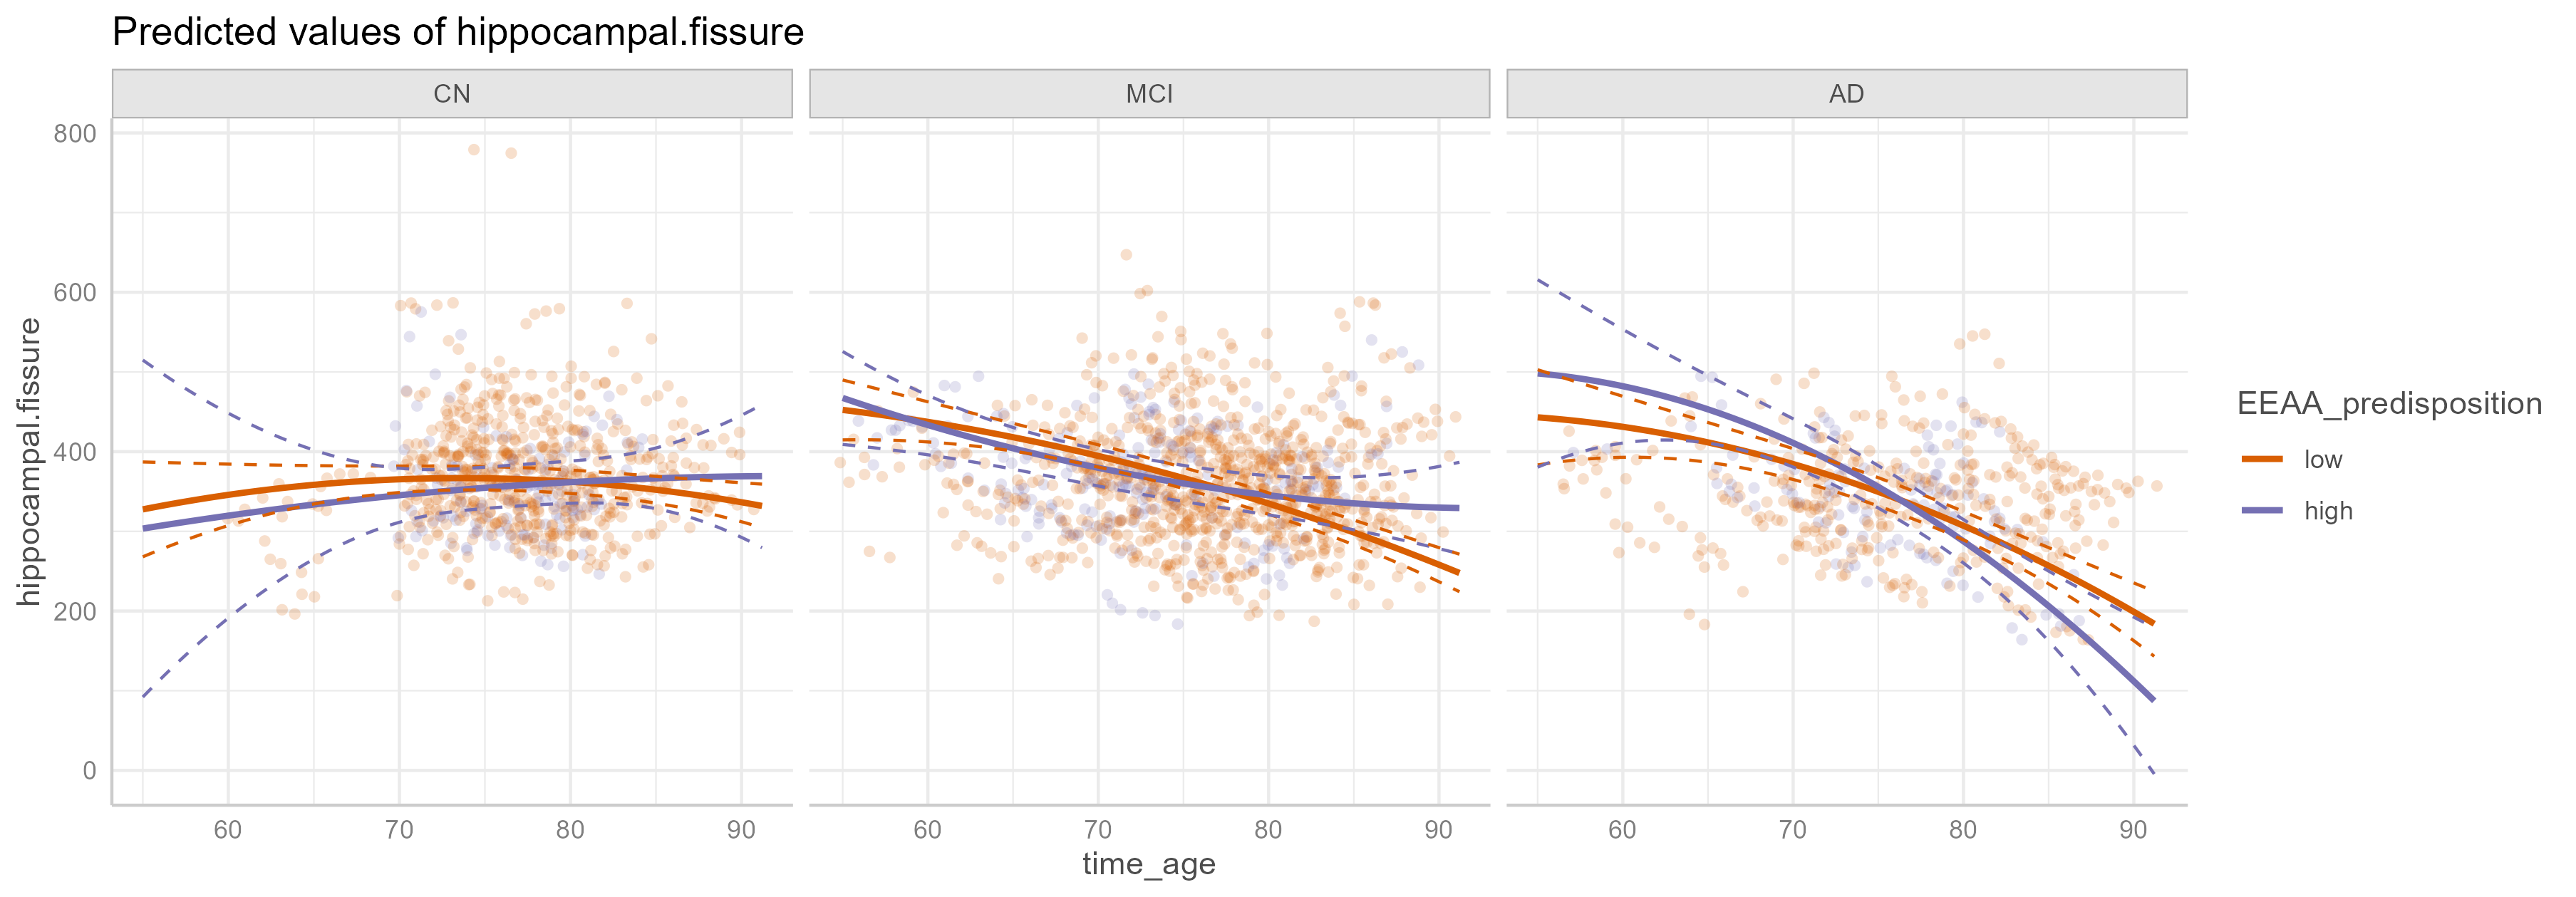 Predicted values of hippocampal.fissure
CN
MCI
AD
hippocampal.fissure
800
600
400
200
0
60
70
80
90
60
70
80
90
60
70
80
90
time_age
EEAA_predisposition
low
high